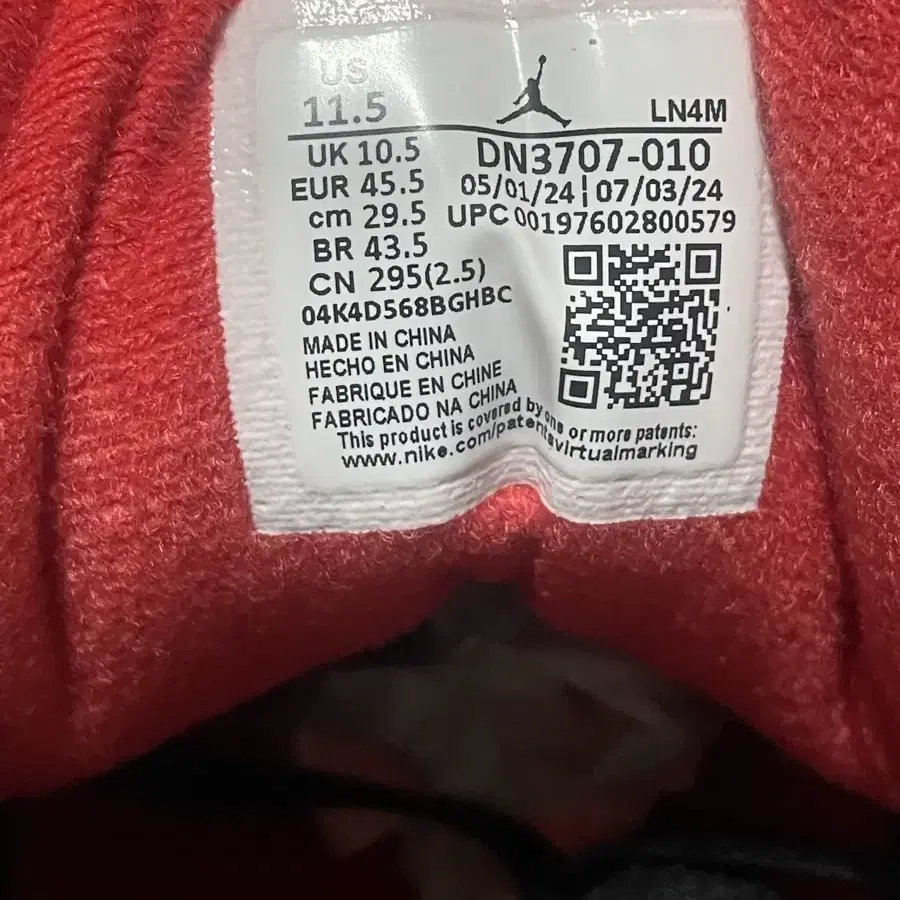 US
11.5
LN4M
UK 10.5
DN3707-010
EUR 45.5
05/01/24 | 07/03/24
cm 29.5
UPC 00197602800579
BR 43.5
CN 295(2.5)
04K4D568BGHBC
MADE IN CHINA
HECHO EN CHINA
FABRIQUE EN CHINE
FABRICADO NA CHINA
This product is covered by one or more patents:
www.nike.com/patentsvirtualmarking